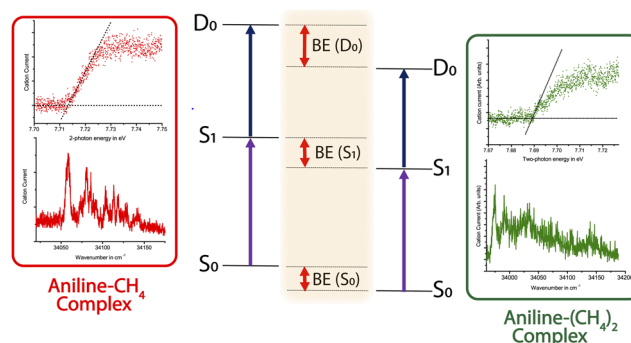 Cation Current
7.70 7.71 7.72 7.73 7.74 7.75 7.76
2-photon energy in eV
Cation Current
34050 34100 34150
Wavenumber in cm⁻¹
Aniline-CH₄
Complex
D₀
S₁
S₀
BE (D₀)
BE (S₁)
BE (S₀)
D₀
S₁
S₀
Cation current (Arb. units)
7.67 7.68 7.69 7.70 7.71 7.72
Two-photon energy in eV
Cation Current (Arb. units)
34000 34050 34100 34150 34200
Wavenumber in cm⁻¹
Aniline-(CH₄)₂
Complex